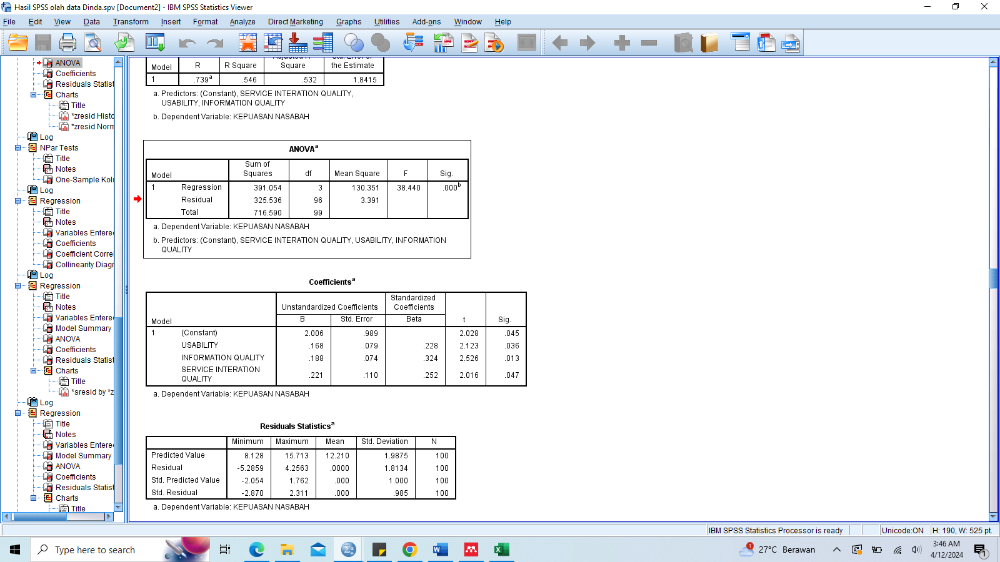 Hasil SPSS olah data Dinda.spv [Document2] - IBM SPSS Statistics Viewer
File Edit View Data Transform Insert Format Analyze Direct Marketing Graphs Utilities Add-ons Window Help
ANOVA
Coefficients
Residuals Statist
Charts
Title
*zresid Histo
*zresid Norm
Log
NPar Tests
Title
Notes
One-Sample Kol
Log
Regression
Title
Notes
Variables Entere
Coefficients
Coefficient Corre
Collinearity Diagr
Log
Regression
Title
Notes
Variables Entere
Model Summary
ANOVA
Coefficients
Residuals Statist
Charts
Title
*sresid by *z
Log
Regression
Title
Notes
Variables Entere
Model Summary
ANOVA
Coefficients
Residuals Statist
Charts
Title
Model R R Square Adjusted R Square Std. Error of the Estimate
1 .739a .546 .532 1.8415
a. Predictors: (Constant), SERVICE INTERATION QUALITY,
USABILITY, INFORMATION QUALITY
b. Dependent Variable: KEPUASAN NASABAH
ANOVAa
Model Sum of Squares df Mean Square F Sig.
1 Regression 391.054 3 130.351 38.440 .000b
Residual 325.536 96 3.391
Total 716.590 99
a. Dependent Variable: KEPUASAN NASABAH
b. Predictors: (Constant), SERVICE INTERATION QUALITY, USABILITY, INFORMATION
QUALITY
Coefficientsa
Model Unstandardized Coefficients Standardized Coefficients t Sig.
B Std. Error Beta
1 (Constant) 2.006 .989 2.028 .045
USABILITY .168 .079 .228 2.123 .036
INFORMATION QUALITY .188 .074 .324 2.526 .013
SERVICE INTERATION QUALITY .221 .110 .252 2.016 .047
a. Dependent Variable: KEPUASAN NASABAH
Residuals Statisticsa
Minimum Maximum Mean Std. Deviation N
Predicted Value 8.128 15.713 12.210 1.9875 100
Residual -5.2859 4.2563 .0000 1.8134 100
Std. Predicted Value -2.054 1.762 .000 1.000 100
Std. Residual -2.870 2.311 .000 .985 100
a. Dependent Variable: KEPUASAN NASABAH
IBM SPSS Statistics Processor is ready Unicode:ON H: 190, W: 525 pt.
Type here to search
1 27°C Berawan
3:46 AM
4/12/2024
1